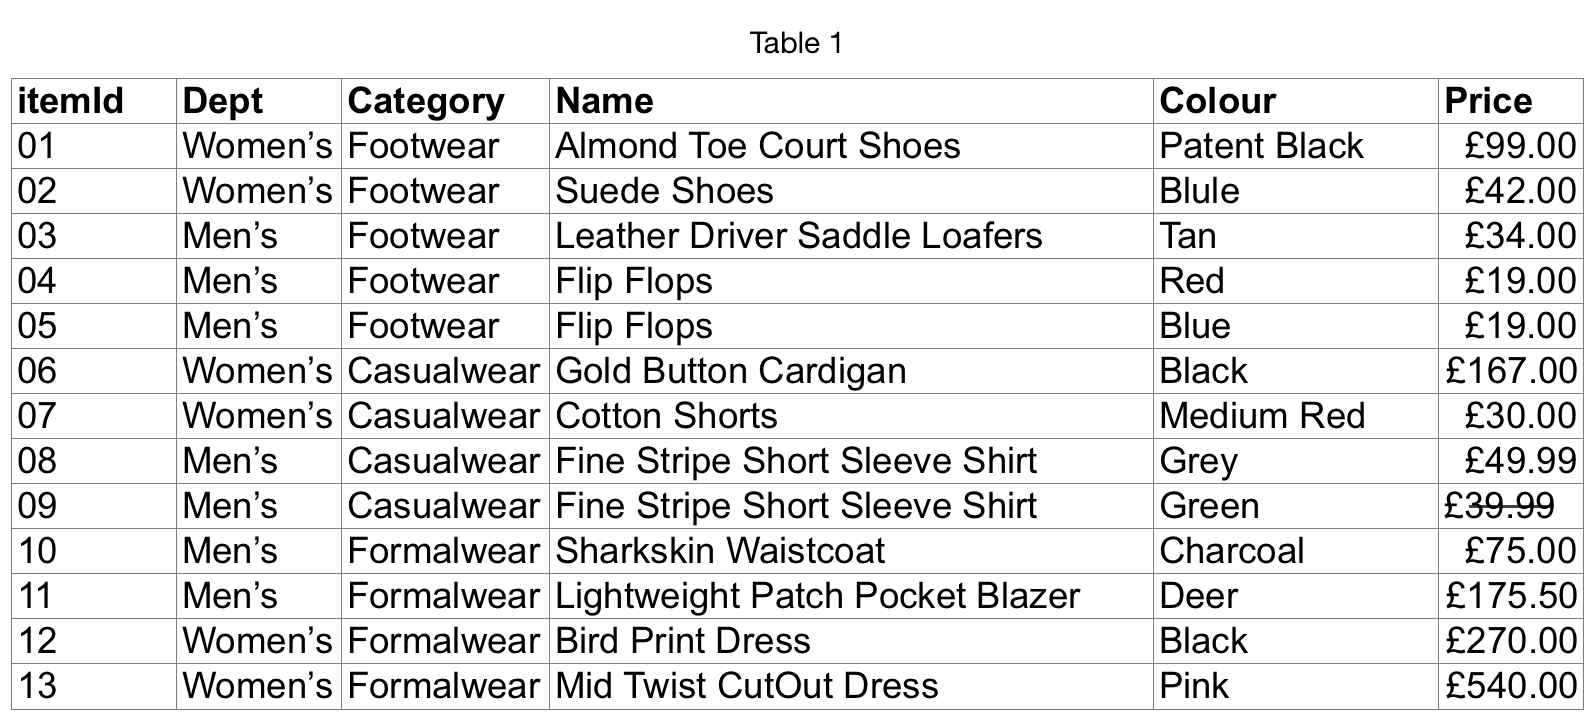 Table 1
itemId Dept Category Name Colour Price
01 Women’s Footwear Almond Toe Court Shoes Patent Black £99.00
02 Women’s Footwear Suede Shoes Blule £42.00
03 Men’s Footwear Leather Driver Saddle Loafers Tan £34.00
04 Men’s Footwear Flip Flops Red £19.00
05 Men’s Footwear Flip Flops Blue £19.00
06 Women’s Casualwear Gold Button Cardigan Black £167.00
07 Women’s Casualwear Cotton Shorts Medium Red £30.00
08 Men’s Casualwear Fine Stripe Short Sleeve Shirt Grey £49.99
09 Men’s Casualwear Fine Stripe Short Sleeve Shirt Green £39.99
10 Men’s Formalwear Sharkskin Waistcoat Charcoal £75.00
11 Men’s Formalwear Lightweight Patch Pocket Blazer Deer £175.50
12 Women’s Formalwear Bird Print Dress Black £270.00
13 Women’s Formalwear Mid Twist CutOut Dress Pink £540.00